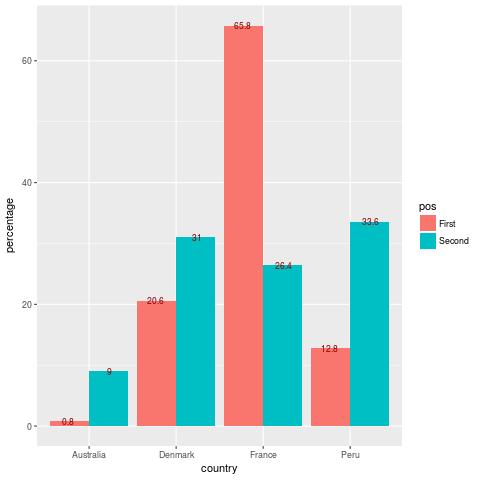 percentage
60
40
20
0
65.8
33.6
31
26.4
20.6
12.8
9
0.8
Australia Denmark France Peru
country
pos
First
Second